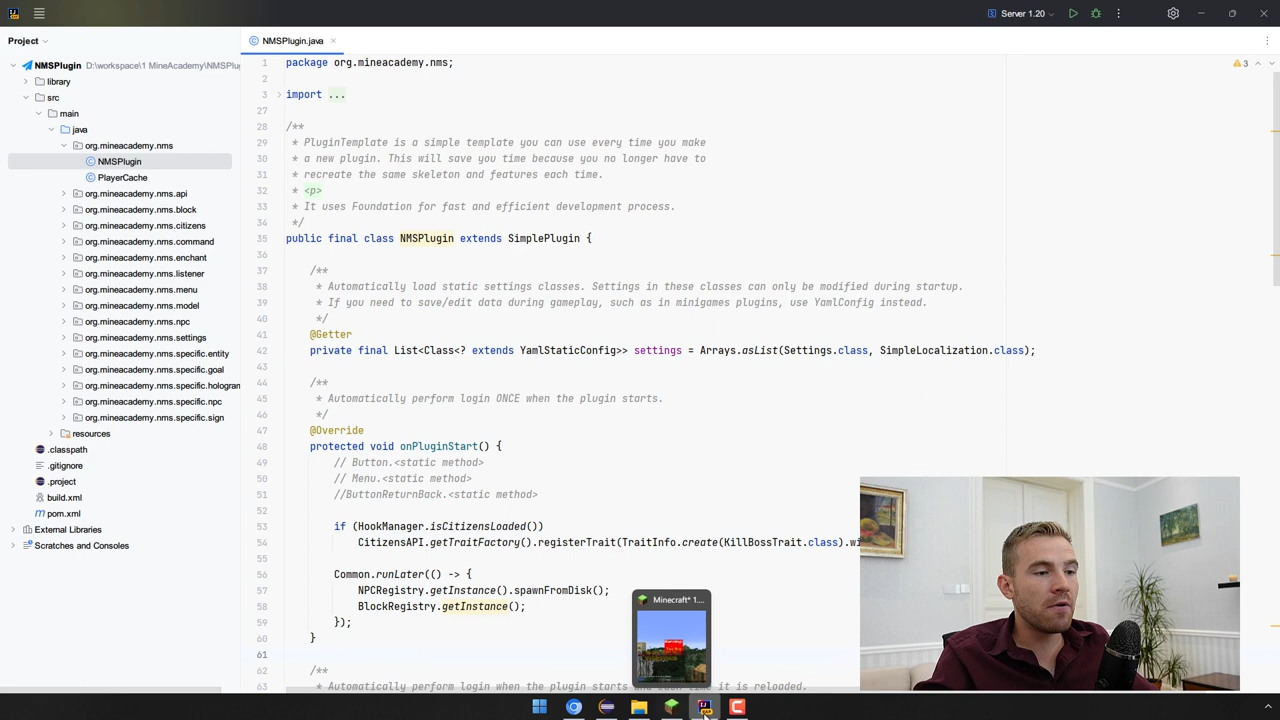 Server 1.20
Project
NMSPlugin.java
NMSPlugin D:\workspace\1 MineAcademy\NMSPlu
library
src
main
java
org.mineacademy.nms
NMSPlugin
PlayerCache
org.mineacademy.nms.api
org.mineacademy.nms.block
org.mineacademy.nms.citizens
org.mineacademy.nms.command
org.mineacademy.nms.enchant
org.mineacademy.nms.listener
org.mineacademy.nms.menu
org.mineacademy.nms.model
org.mineacademy.nms.npc
org.mineacademy.nms.settings
org.mineacademy.nms.specific.entity
org.mineacademy.nms.specific.goal
org.mineacademy.nms.specific.hologram
org.mineacademy.nms.specific.npc
org.mineacademy.nms.specific.sign
resources
.classpath
.gitignore
.project
build.xml
pom.xml
External Libraries
Scratches and Consoles
3
1 package org.mineacademy.nms;
2
3 import ...
27
28 /**
29 * PluginTemplate is a simple template you can use every time you make
30 * a new plugin. This will save you time because you no longer have to
31 * recreate the same skeleton and features each time.
32 * <p>
33 * It uses Foundation for fast and efficient development process.
34 */
35 public final class NMSPlugin extends SimplePlugin {
36
37 /**
38 * Automatically load static settings classes. Settings in these classes can only be modified during startup.
39 * If you need to save/edit data during gameplay, such as in minigames plugins, use YamlConfig instead.
40 */
41 @Getter
42 private final List<Class<? extends YamlStaticConfig>> settings = Arrays.asList(Settings.class, SimpleLocalization.class);
43
44 /**
45 * Automatically perform login ONCE when the plugin starts.
46 */
47 @Override
48 protected void onPluginStart() {
49 // Button.<static method>
50 // Menu.<static method>
51 //ButtonReturnBack.<static method>
52
53 if (HookManager.isCitizensLoaded())
54 CitizensAPI.getTraitFactory().registerTrait(TraitInfo.create(KillBossTrait.class).wi
55
56 Common.runLater(() -> {
57 NPCRegistry.getInstance().spawnFromDisk();
58 BlockRegistry.getInstance();
59 });
60 }
61
62 /**
63 * Automatically perform login when the plugin starts and each time it is reloaded.
Minecraft* 1....